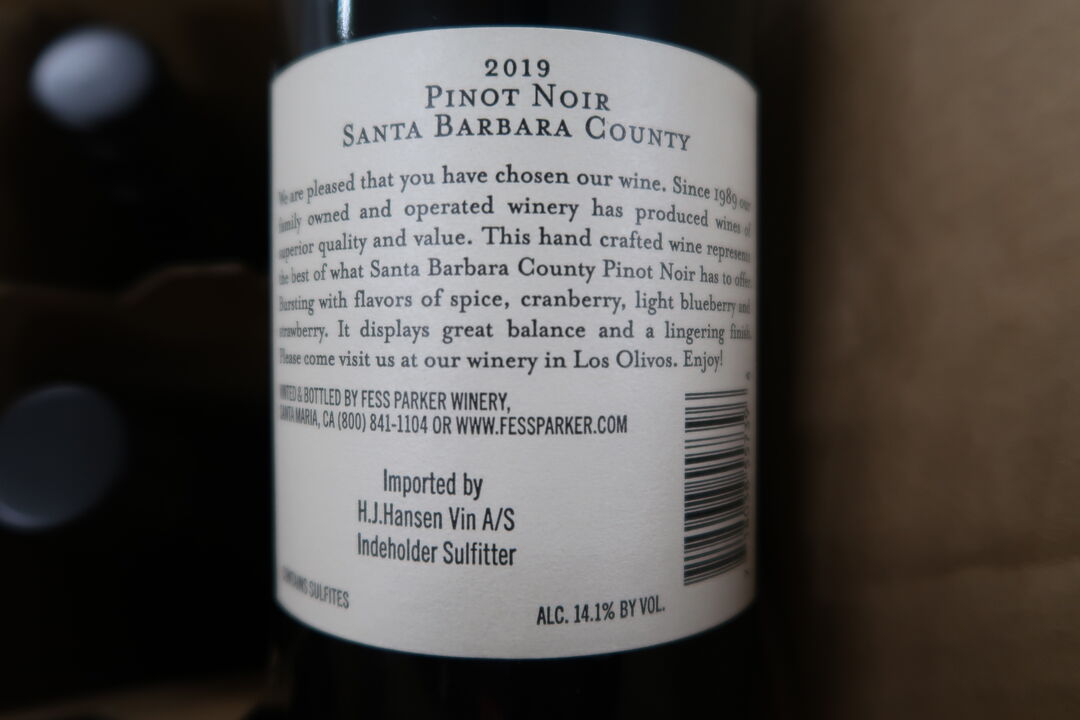 2019
PINOT NOIR
SANTA BARBARA COUNTY
We are pleased that you have chosen our wine. Since 1989 our
family owned and operated winery has produced wines of
superior quality and value. This hand crafted wine represents
the best of what Santa Barbara County Pinot Noir has to offer.
Bursting with flavors of spice, cranberry, light blueberry and
strawberry. It displays great balance and a lingering finish.
Please come visit us at our winery in Los Olivos. Enjoy!
& BOTTLED BY FESS PARKER WINERY,
SANTA MARIA, CA (800) 841-1104 OR WWW.FESSPARKER.COM
Imported by
H.J.Hansen Vin A/S
Indeholder Sulfitter
CONTAINS SULFITES
ALC. 14.1% BY VOL.